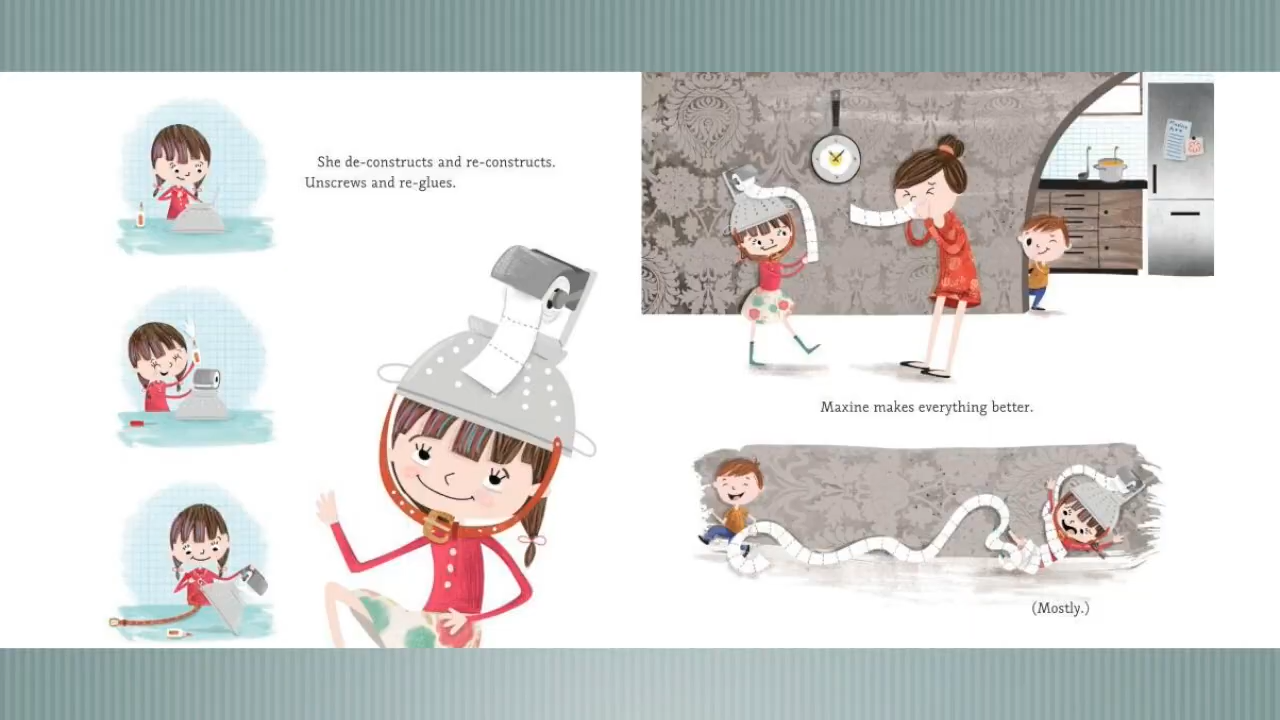 She de-constructs and re-constructs.
Unscrews and re-glues.
Maxine makes everything better.
(Mostly.)